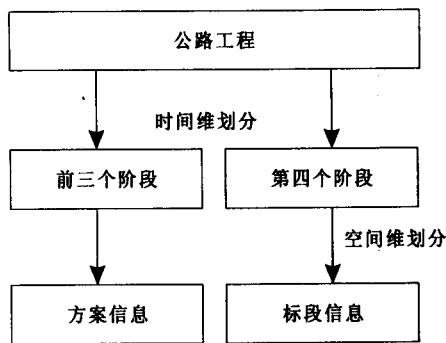 公路工程
时间维划分
前三个阶段
第四个阶段
空间维划分
方案信息
标段信息